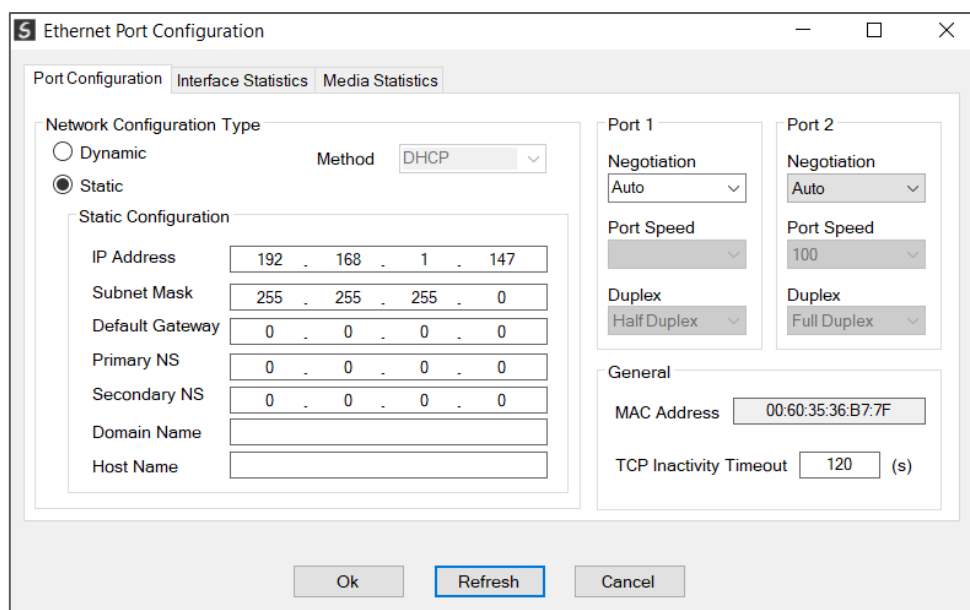 S Ethernet Port Configuration
Port Configuration Interface Statistics Media Statistics
Network Configuration Type
Dynamic
Method DHCP
Static
Static Configuration
IP Address 192 . 168 . 1 . 147
Subnet Mask 255 . 255 . 255 . 0
Default Gateway 0 . 0 . 0 . 0
Primary NS 0 . 0 . 0 . 0
Secondary NS 0 . 0 . 0 . 0
Domain Name
Host Name
Port 1
Negotiation
Auto
Port Speed
Duplex
Half Duplex
Port 2
Negotiation
Auto
Port Speed
100
Duplex
Full Duplex
General
MAC Address 00:60:35:36:B7:7F
TCP Inactivity Timeout 120 (s)
Ok Refresh Cancel